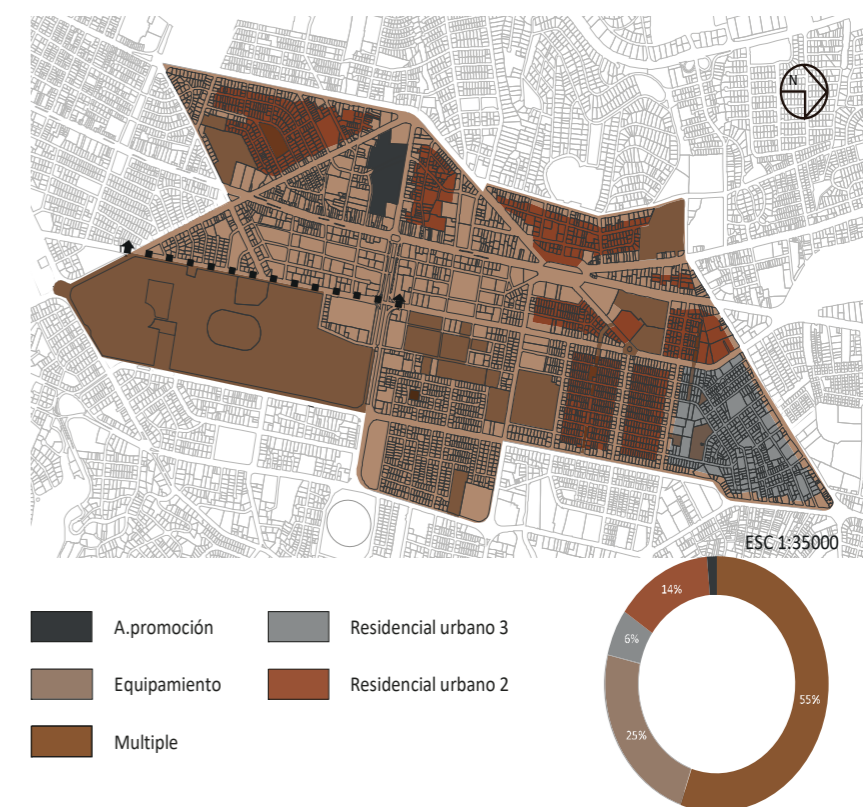 N
ESC 1:35000
A.promoción
Residencial urbano 3
Equipamiento
Residencial urbano 2
Multiple
14%
6%
55%
25%